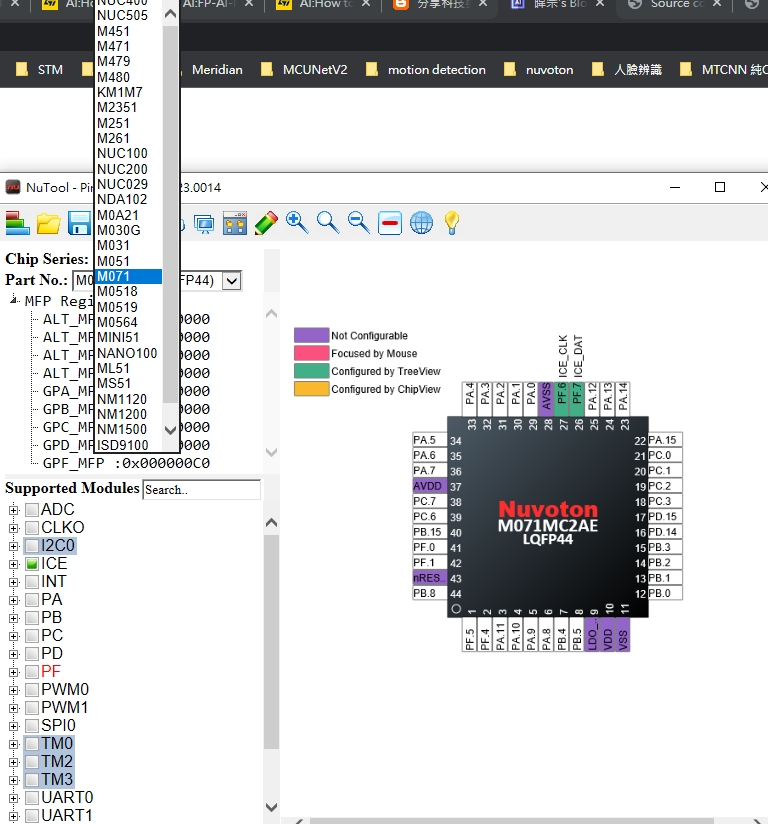 AI:Ho
AI:FP-AI-
AI:How to
分享科技
Source co
STM
Meridian
MCUNetV2
motion detection
nuvoton
人臉辨識
MTCNN 純C
NUC400
NUC505
M451
M471
M479
M480
KM1M7
M2351
M251
M261
NUC100
NUC200
NUC029
NDA102
M0A21
M030G
M031
M051
M071
M0518
M0519
M0564
MINI51
NANO100
ML51
MS51
NM1120
NM1200
NM1500
ISD9100
NuTool - Pin
23.0014
Chip Series:
Part No.: M0
FP44)
MFP Regi
ALT_MF
0000
ALT_MF
0000
ALT_MF
0000
ALT_MF
0000
GPA_MF
0000
GPB_MF
0000
GPC_MF
0000
GPD_MF
0000
GPF_MFP :0x000000C0
Supported Modules
Search..
ADC
CLKO
I2C0
ICE
INT
PA
PB
PC
PD
PF
PWM0
PWM1
SPI0
TM0
TM2
TM3
UART0
UART1
Not Configurable
Focused by Mouse
Configured by TreeView
Configured by ChipView
ICE_CLK
ICE_DAT
PA.4
PA.3
PA.2
PA.1
PA.0
AVSS
PF.6
PF.7
PA.12
PA.13
PA.14
33
32
31
30
29
28
27
26
25
24
23
PA.5 34
PA.6 35
PA.7 36
AVDD 37
PC.7 38
PC.6 39
PB.15 40
PF.0 41
PF.1 42
nRES.. 43
PB.8 44
Nuvoton
M071MC2AE
LQFP44
22 PA.15
21 PC.0
20 PC.1
19 PC.2
18 PC.3
17 PD.15
16 PD.14
15 PB.3
14 PB.2
13 PB.1
12 PB.0
1
2
3
4
5
6
7
8
9
10
11
PF.5
PF.4
PA.11
PA.10
PA.9
PA.8
PB.4
PB.5
LDO_..
VDD
VSS